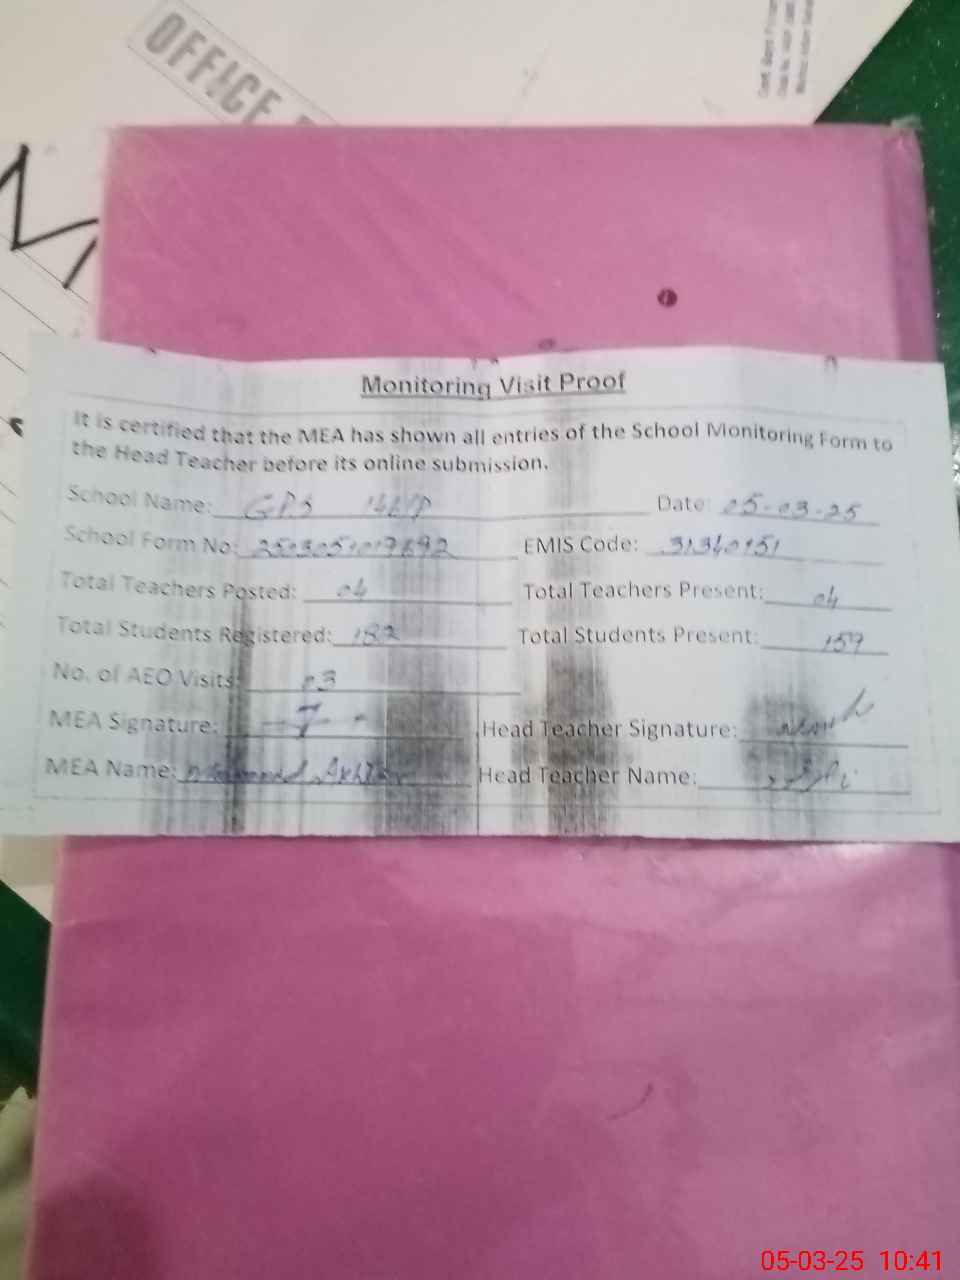 OFFICE
Monitoring Visit Proof
It is certified that the MEA has shown all entries of the School Monitoring Form to
the Head Teacher before its online submission.
School Name: GPS Date: 05-03-25
School Form No: EMIS Code: 31340151
Total Teachers Posted: 04 Total Teachers Present: 04
Total Students Registered: 182 Total Students Present: 157
No. of AEO Visits: 03
MEA Signature: Head Teacher Signature:
MEA Name: Akhtar Head Teacher Name:
05-03-25 10:41